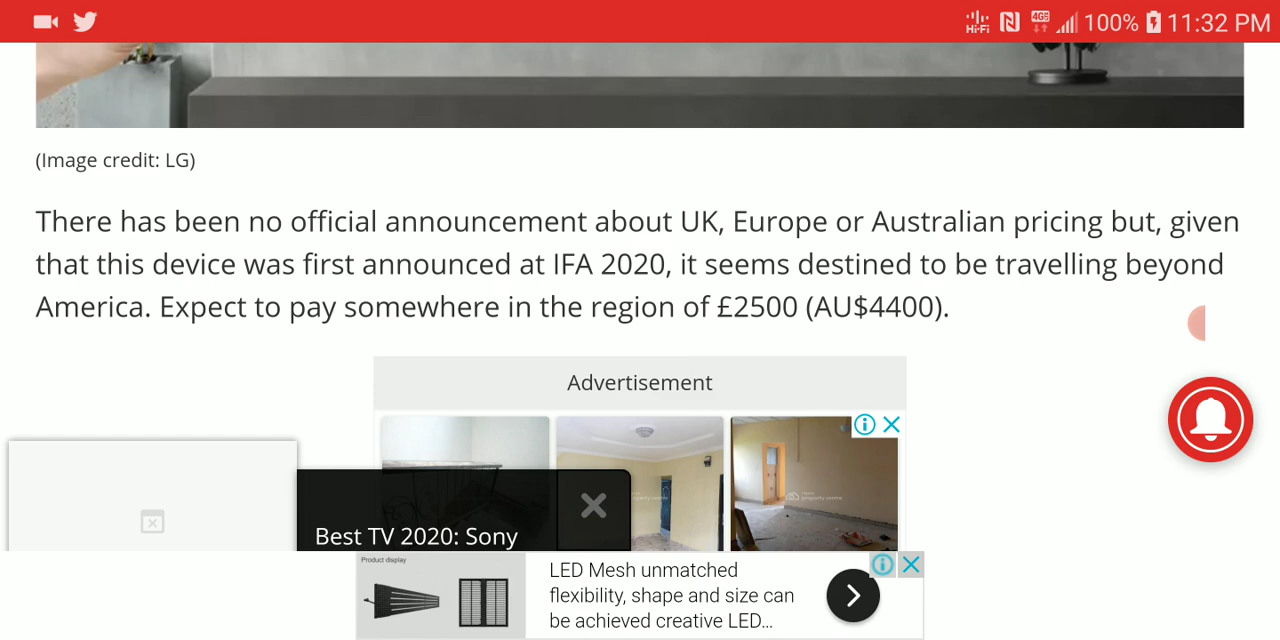 Hi-Fi 4G 100% 11:32 PM
(Image credit: LG)
There has been no official announcement about UK, Europe or Australian pricing but, given
that this device was first announced at IFA 2020, it seems destined to be travelling beyond
America. Expect to pay somewhere in the region of £2500 (AU$4400).
Advertisement
Best TV 2020: Sony
Product display
LED Mesh unmatched
flexibility, shape and size can
be achieved creative LED...